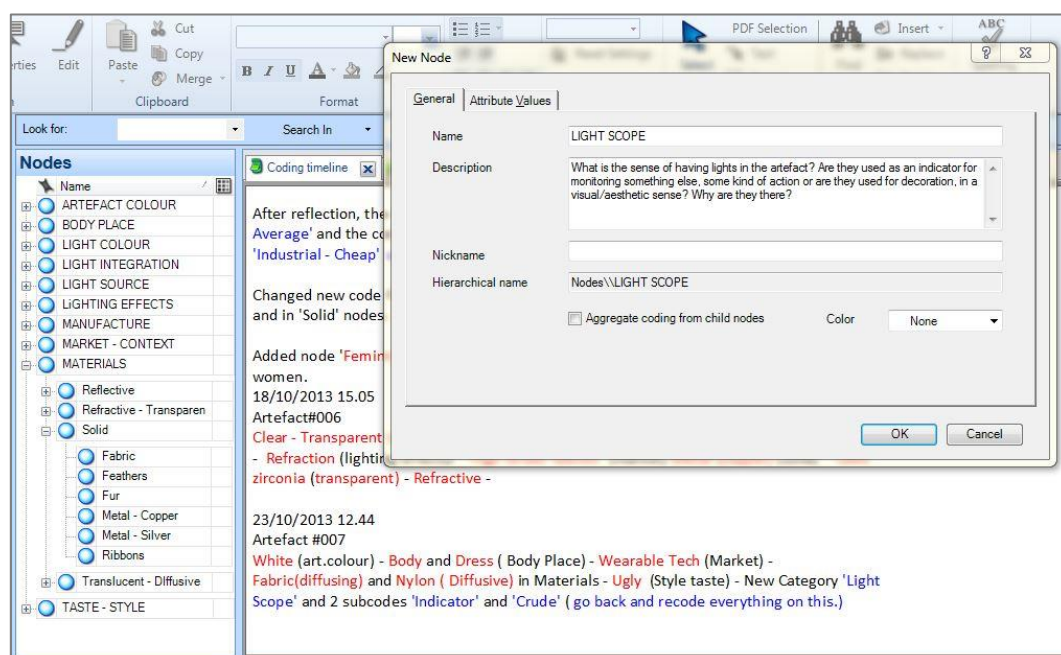 Cut
Copy
Merge
Edit
Paste
Clipboard
B I U A
Format
PDF Selection
Insert
ABC
Look for:
Search In
Nodes
Name
ARTEFACT COLOUR
BODY PLACE
LIGHT COLOUR
LIGHT INTEGRATION
LIGHT SOURCE
LiGHTING EFFECTS
MANUFACTURE
MARKET - CONTEXT
MATERIALS
Reflective
Refractive - Transparen
Solid
Fabric
Feathers
Fur
Metal - Copper
Metal - Silver
Ribbons
Translucent - DIffusive
TASTE - STYLE
Coding timeline
After reflection, the
Average' and the
'Industrial - Cheap'
Changed new code
and in 'Solid' nodes
Added node 'Femin
women.
18/10/2013 15.05
Artefact#006
Clear - Transparent
- Refraction (lighting
zirconia (transparent) - Refractive -
23/10/2013 12.44
Artefact #007
White (art.colour) - Body and Dress ( Body Place) - Wearable Tech (Market) -
Fabric(diffusing) and Nylon ( Diffusive) in Materials - Ugly (Style taste) - New Category 'Light
Scope' and 2 subcodes 'Indicator' and 'Crude' ( go back and recode everything on this.)
New Node
General
Attribute Values
Name
LIGHT SCOPE
Description
What is the sense of having lights in the artefact? Are they used as an indicator for
monitoring something else, some kind of action or are they used for decoration, in a
visual/aesthetic sense? Why are they there?
Nickname
Hierarchical name
Nodes\\LIGHT SCOPE
Aggregate coding from child nodes
Color
None
OK
Cancel